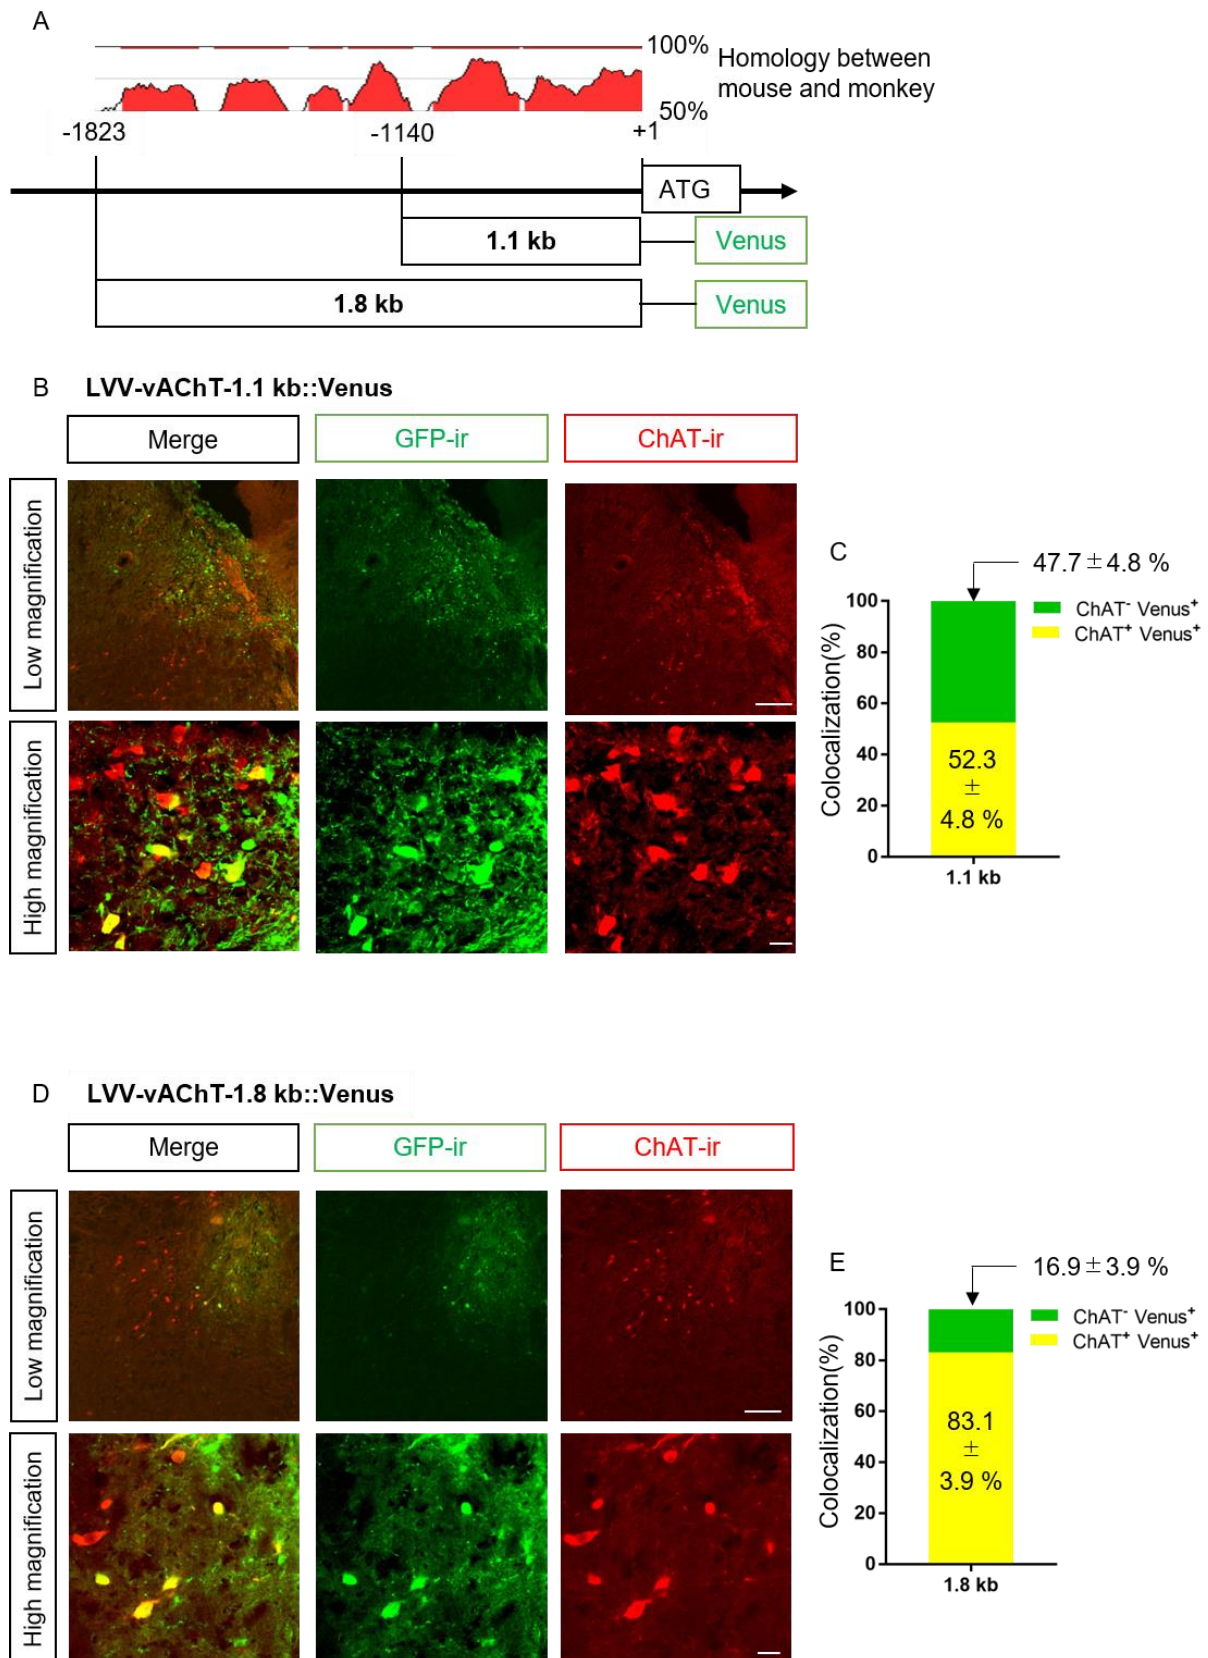 A
100%
Homology between
mouse and monkey
50%
-1823
-1140
+1
ATG
1.1 kb
Venus
1.8 kb
Venus
B
LVV-vAChT-1.1 kb::Venus
Merge
GFP-ir
ChAT-ir
Low magnification
High magnification
C
47.7 ± 4.8 %
100
80
60
40
20
0
Colocalization(%)
ChAT⁻ Venus⁺
ChAT⁺ Venus⁺
52.3
±
4.8 %
1.1 kb
D
LVV-vAChT-1.8 kb::Venus
Merge
GFP-ir
ChAT-ir
Low magnification
High magnification
E
16.9 ± 3.9 %
100
80
60
40
20
0
Colocalization(%)
ChAT⁻ Venus⁺
ChAT⁺ Venus⁺
83.1
±
3.9 %
1.8 kb